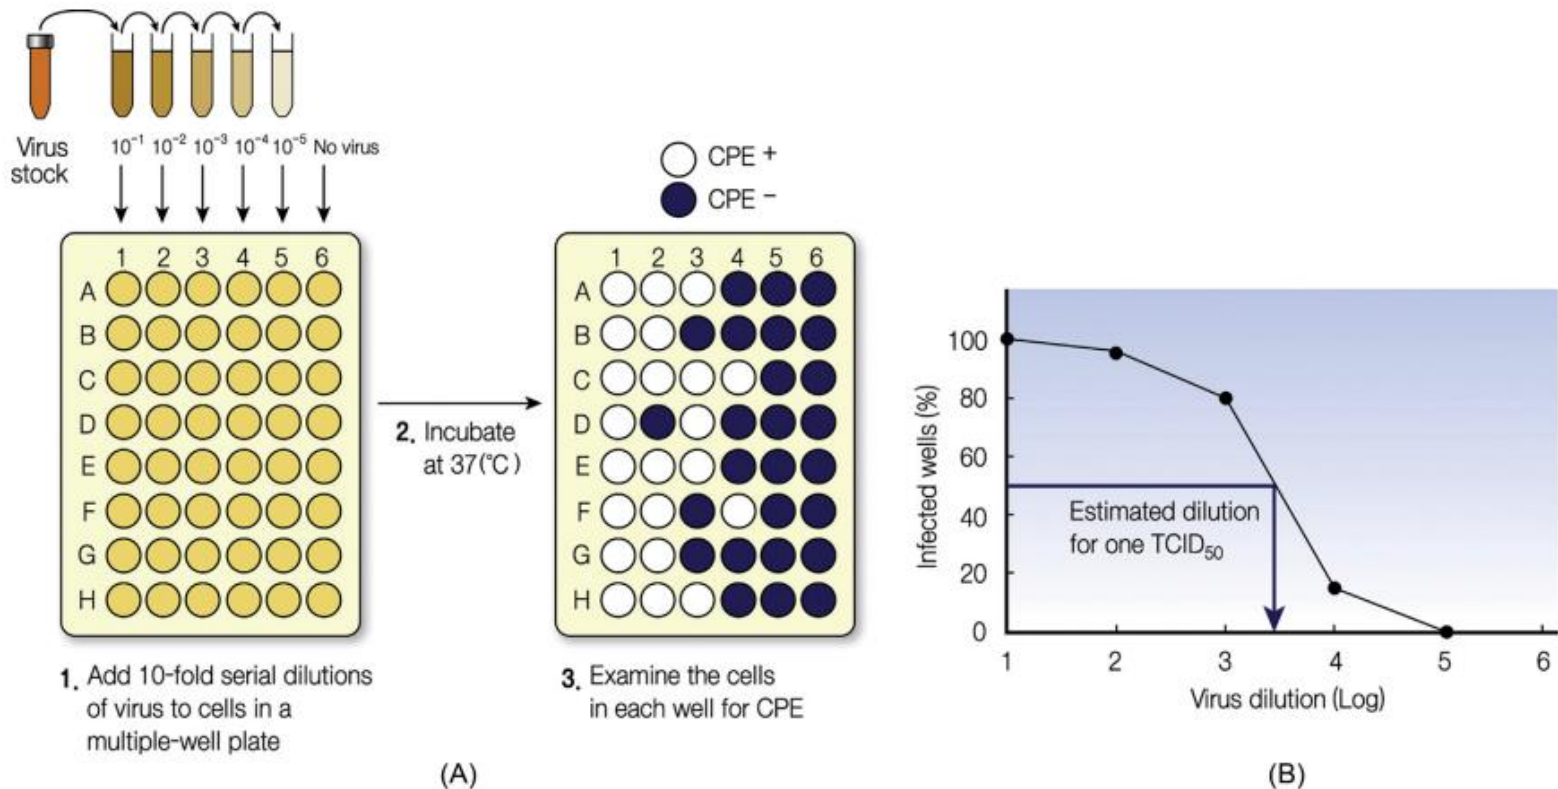 Virus
stock
10⁻¹ 10⁻² 10⁻³ 10⁻⁴ 10⁻⁵ No virus
1 2 3 4 5 6
A
B
C
D
E
F
G
H
1. Add 10-fold serial dilutions
of virus to cells in a
multiple-well plate
2. Incubate
at 37(℃)
CPE +
CPE −
1 2 3 4 5 6
A
B
C
D
E
F
G
H
3. Examine the cells
in each well for CPE
(A)
Infected wells (%)
100
80
60
40
20
0
Estimated dilution
for one TCID₅₀
1 2 3 4 5 6
Virus dilution (Log)
(B)